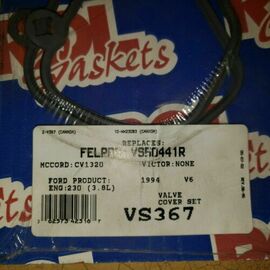 ROL
Gaskets
REPLACES:
FELPRO: VS50441R
MCCORD:CV1320 VICTOR:NONE
FORD PRODUCT: 1994 V6
ENG:230 (3.8L) VALVE
COVER SET
VS367